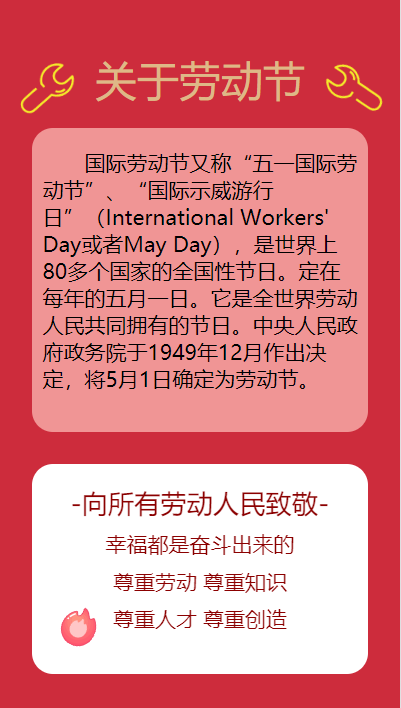 关于劳动节
国际劳动节又称“五一国际劳
动节”、“国际示威游行
日”（International Workers'
Day或者May Day），是世界上
80多个国家的全国性节日。定在
每年的五月一日。它是全世界劳动
人民共同拥有的节日。中央人民政
府政务院于1949年12月作出决
定，将5月1日确定为劳动节。
-向所有劳动人民致敬-
幸福都是奋斗出来的
尊重劳动 尊重知识
尊重人才 尊重创造